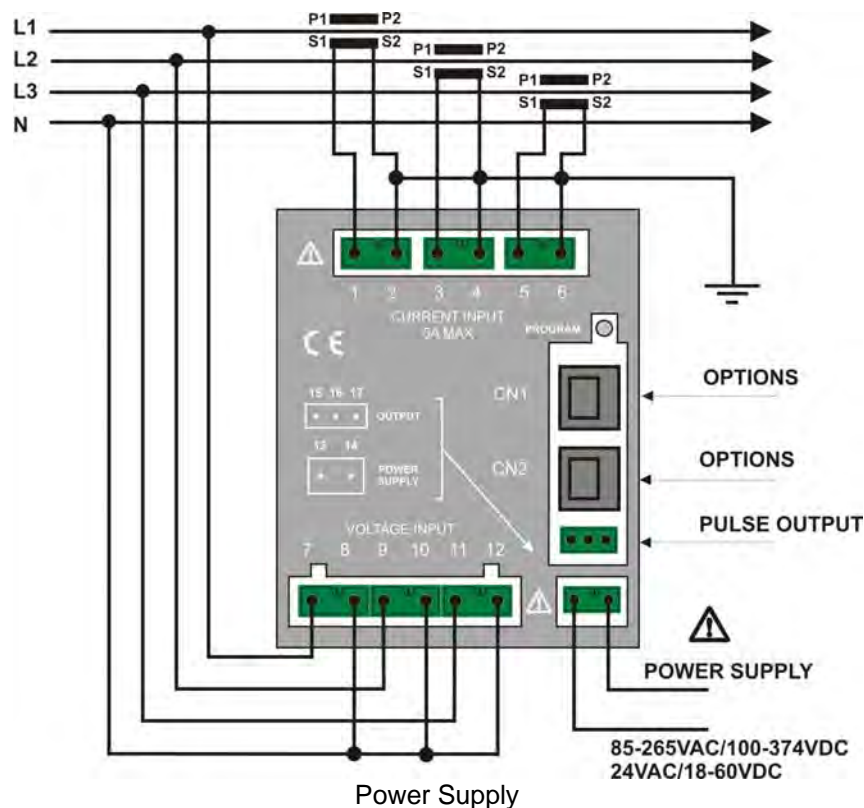 L1
P1 P2
S1 S2
L2
P1 P2
S1 S2
L3
P1 P2
S1 S2
N
1 2 3 4 5 6
CURRENT INPUT
5A MAX
PROGRAM
CE
CN1
OPTIONS
15 16 17
OUTPUT
13 14
POWER
SUPPLY
CN2
OPTIONS
PULSE OUTPUT
VOLTAGE INPUT
7 8 9 10 11 12
POWER SUPPLY
85-265VAC/100-374VDC
24VAC/18-60VDC
Power Supply